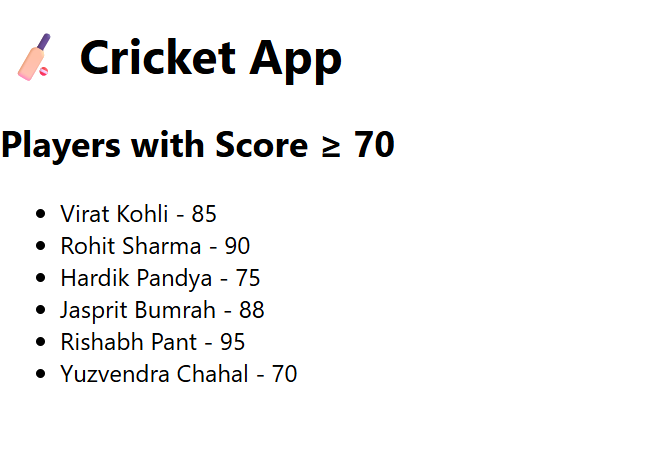 🏏 Cricket App
Players with Score ≥ 70
• Virat Kohli - 85
• Rohit Sharma - 90
• Hardik Pandya - 75
• Jasprit Bumrah - 88
• Rishabh Pant - 95
• Yuzvendra Chahal - 70